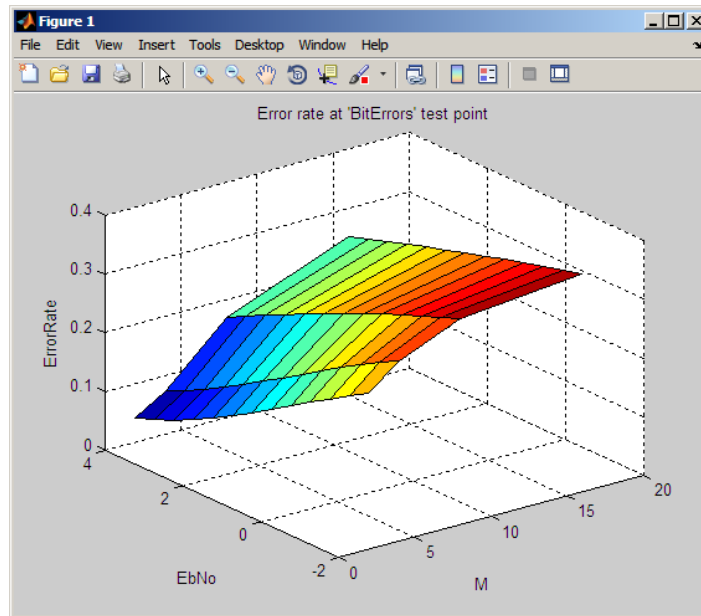 Figure 1
File Edit View Insert Tools Desktop Window Help
Error rate at 'BitErrors' test point
0.4
0.3
0.2
0.1
0
ErrorRate
4
2
0
-2
EbNo
0
5
10
15
20
M